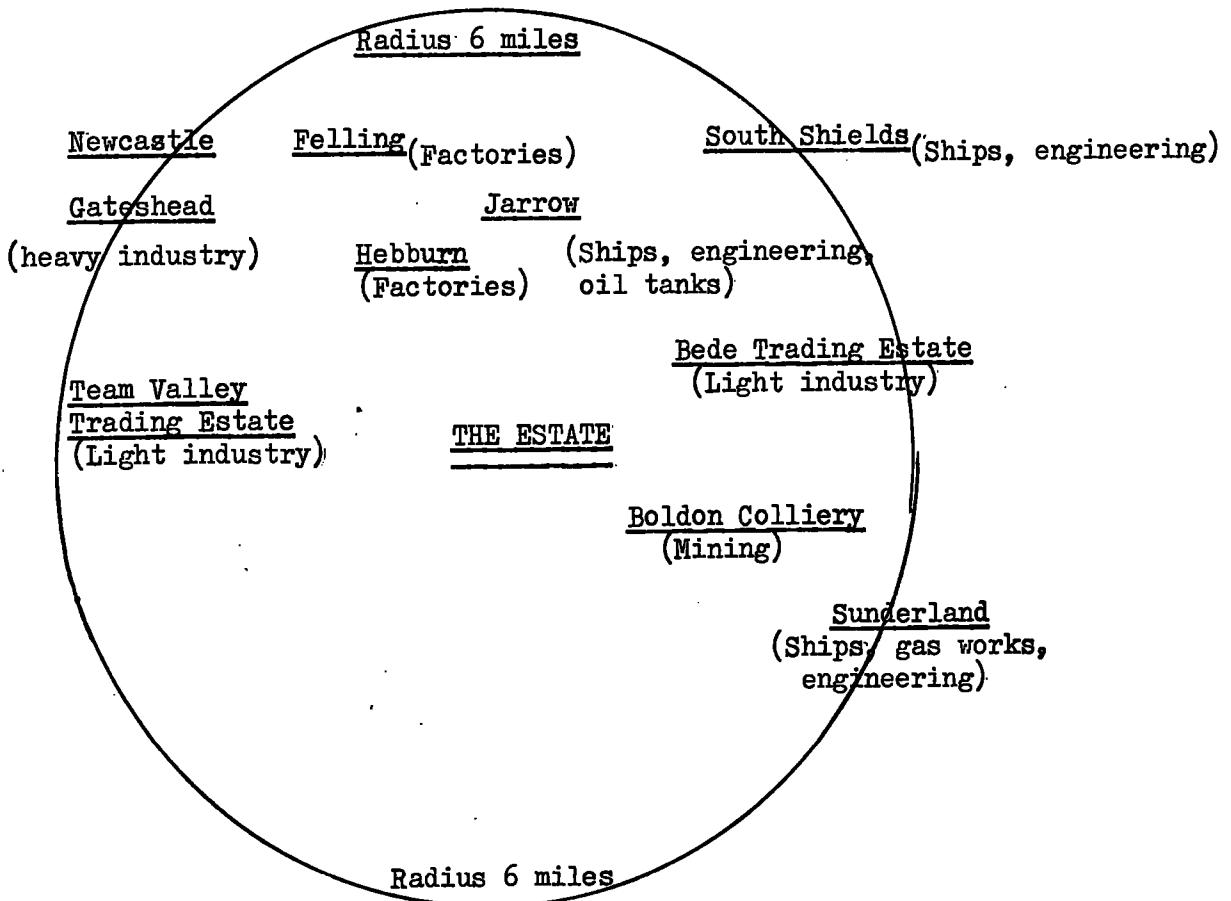 Radius 6 miles
Newcastle
Felling (Factories)
South Shields (Ships, engineering)
Gateshead
(heavy industry)
Jarrow
(Ships, engineering,
oil tanks)
Hebburn
(Factories)
Bede Trading Estate
(Light industry)
Team Valley
Trading Estate
(Light industry)
THE ESTATE
Boldon Colliery
(Mining)
Sunderland
(Ships, gas works,
engineering)
Radius 6 miles